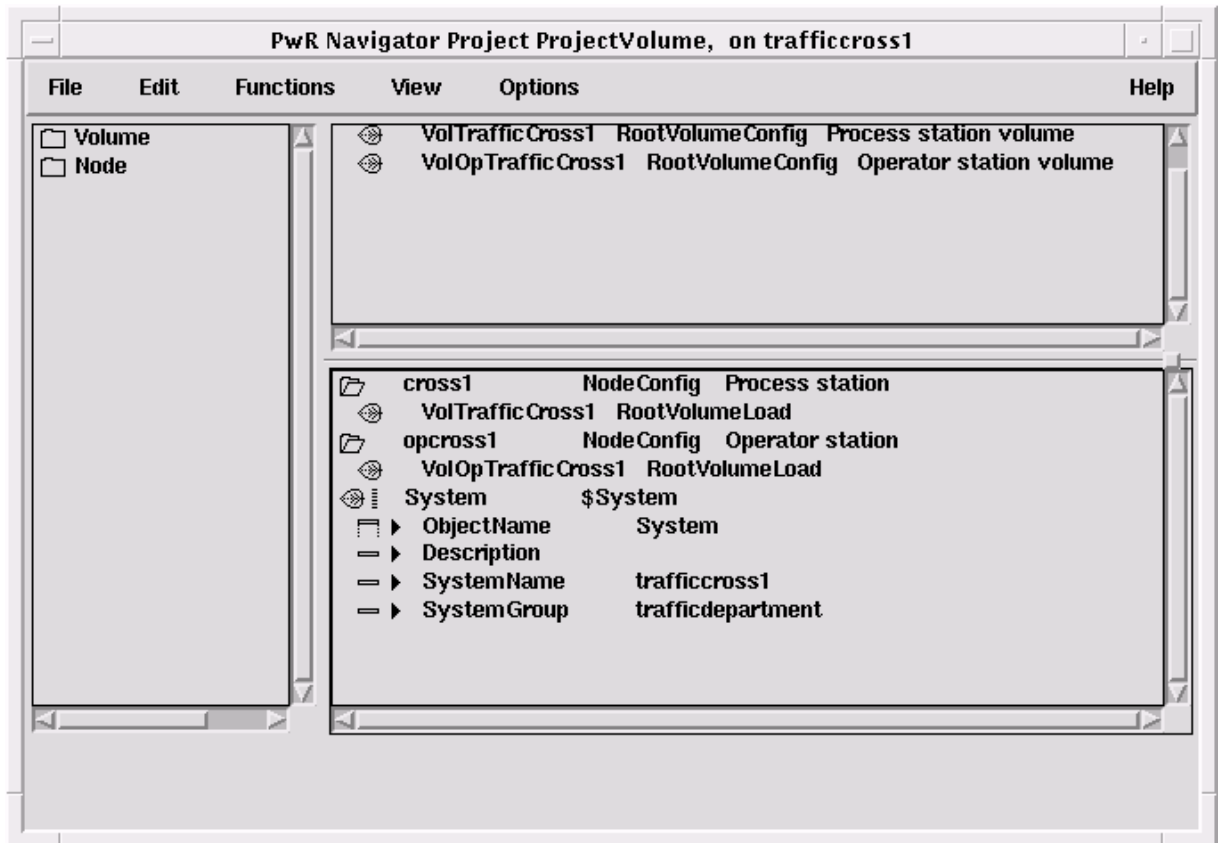 PwR Navigator Project ProjectVolume, on trafficcross1
File Edit Functions View Options Help
Volume
Node
VolTrafficCross1 RootVolumeConfig Process station volume
VolOpTrafficCross1 RootVolumeConfig Operator station volume
cross1 NodeConfig Process station
VolTrafficCross1 RootVolumeLoad
opcross1 NodeConfig Operator station
VolOpTrafficCross1 RootVolumeLoad
System $System
ObjectName System
Description
SystemName trafficcross1
SystemGroup trafficdepartment